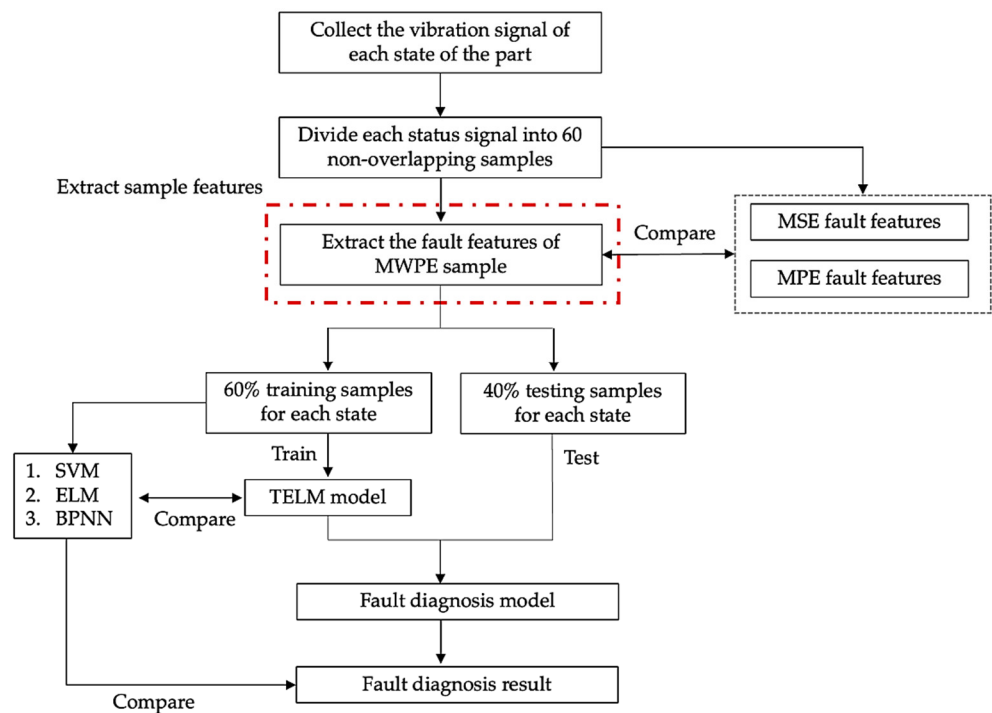 Collect the vibration signal of
each state of the part
Divide each status signal into 60
non-overlapping samples
Extract sample features
Extract the fault features of
MWPE sample
Compare
MSE fault features
MPE fault features
60% training samples
for each state
40% testing samples
for each state
Train
Test
1. SVM
2. ELM
3. BPNN
Compare
TELM model
Fault diagnosis model
Fault diagnosis result
Compare